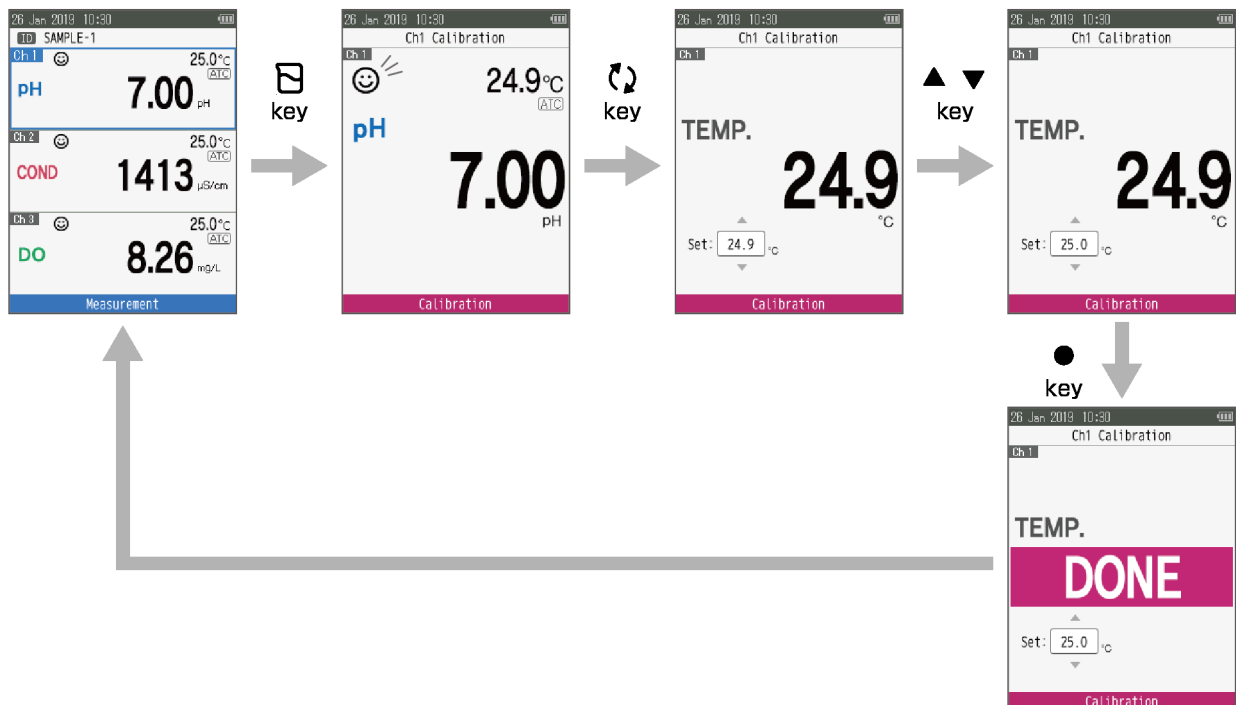 26 Jan 2019 10:30
ID SAMPLE-1
Ch 1 25.0°C
ATC
pH 7.00 pH
Ch 2 25.0°C
ATC
COND 1413 µS/cm
Ch 3 25.0°C
ATC
DO 8.26 mg/L
Measurement
key
26 Jan 2019 10:30
Ch1 Calibration
Ch 1
24.9°C
ATC
pH
7.00
pH
Calibration
key
26 Jan 2019 10:30
Ch1 Calibration
Ch 1
TEMP.
24.9
°C
Set: 24.9 °C
Calibration
key
26 Jan 2019 10:30
Ch1 Calibration
Ch 1
TEMP.
24.9
°C
Set: 25.0 °C
Calibration
key
26 Jan 2019 10:30
Ch1 Calibration
Ch 1
TEMP.
DONE
Set: 25.0 °C
Calibration